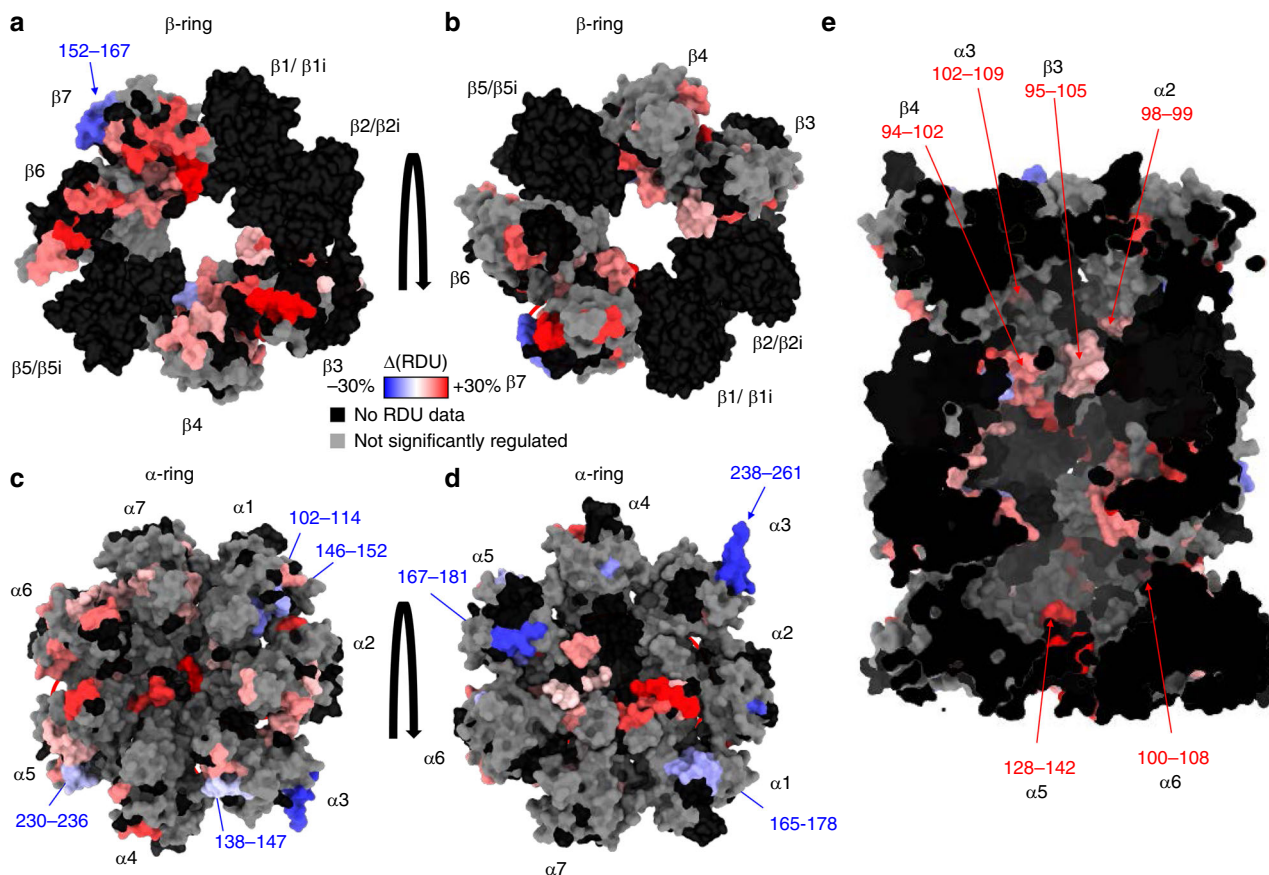 a
β-ring
152–167
β1/ β1i
β7
β2/β2i
β6
β5/β5i
β3
β4
b
β-ring
β4
β5/β5i
β3
β6
β2/β2i
β7
β1/ β1i
Δ(RDU)
–30% +30%
No RDU data
Not significantly regulated
c
α-ring
α7
α1
102–114
146–152
α6
α2
α5
α3
230–236
138–147
α4
d
α-ring
238–261
α4
α3
α5
167–181
α2
α6
α1
165-178
α7
e
α3
102–109
β3
95–105
α2
98–99
β4
94–102
128–142
α5
100–108
α6